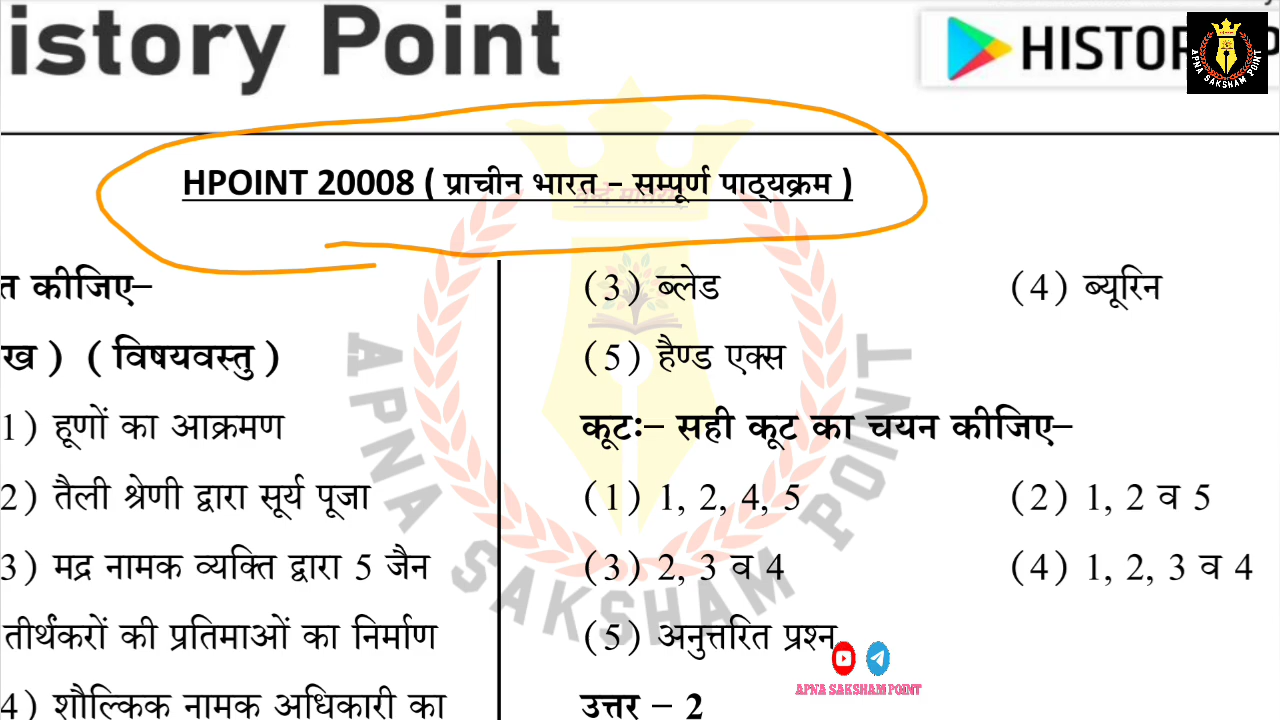 istory Point
HISTOR
APNA SAKSHAM POINT
HPOINT 20008 ( प्राचीन भारत – सम्पूर्ण पाठ्यक्रम )
त कीजिए–
ख ) ( विषयवस्तु )
1) हूणों का आक्रमण
2) तैली श्रेणी द्वारा सूर्य पूजा
3) मद्र नामक व्यक्ति द्वारा 5 जैन
तीर्थंकरों की प्रतिमाओं का निर्माण
4) शौल्किक नामक अधिकारी का
(3) ब्लेड (4) ब्यूरिन
(5) हैण्ड एक्स
कूटः– सही कूट का चयन कीजिए–
(1) 1, 2, 4, 5 (2) 1, 2 व 5
(3) 2, 3 व 4 (4) 1, 2, 3 व 4
(5) अनुत्तरित प्रश्न
उत्तर – 2
APNA SAKSHAM POINT
APNA SAKSHAM POINT